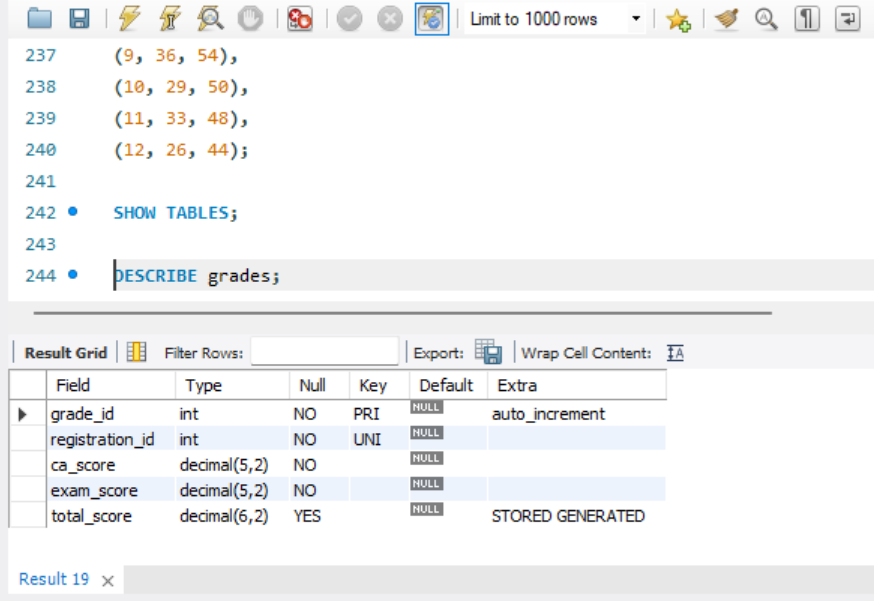 Limit to 1000 rows
237 (9, 36, 54),
238 (10, 29, 50),
239 (11, 33, 48),
240 (12, 26, 44);
241
242 SHOW TABLES;
243
244 DESCRIBE grades;
Result Grid Filter Rows: Export: Wrap Cell Content: IA
Field Type Null Key Default Extra
grade_id int NO PRI NULL auto_increment
registration_id int NO UNI NULL
ca_score decimal(5,2) NO NULL
exam_score decimal(5,2) NO NULL
total_score decimal(6,2) YES NULL STORED GENERATED
Result 19